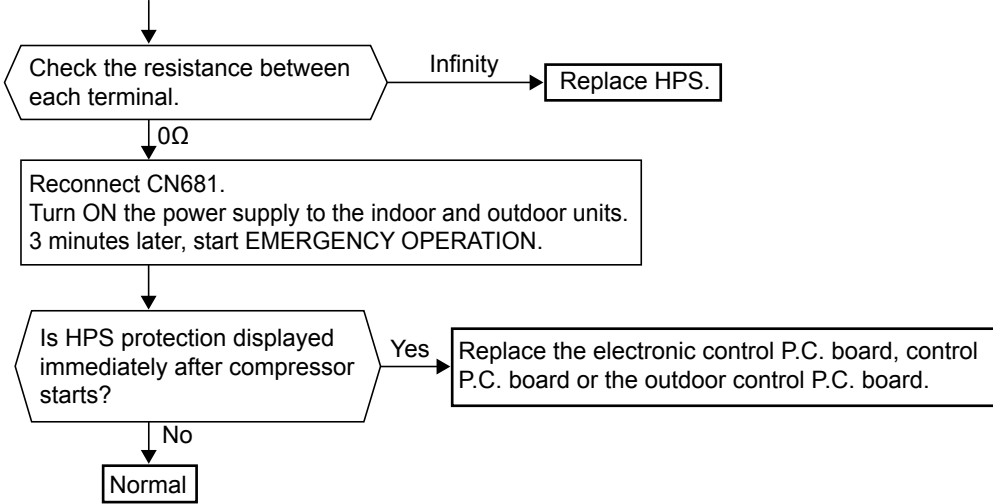 Check the resistance between
each terminal.
Infinity
Replace HPS.
0Ω
Reconnect CN681.
Turn ON the power supply to the indoor and outdoor units.
3 minutes later, start EMERGENCY OPERATION.
Is HPS protection displayed
immediately after compressor
starts?
Yes
Replace the electronic control P.C. board, control
P.C. board or the outdoor control P.C. board.
No
Normal